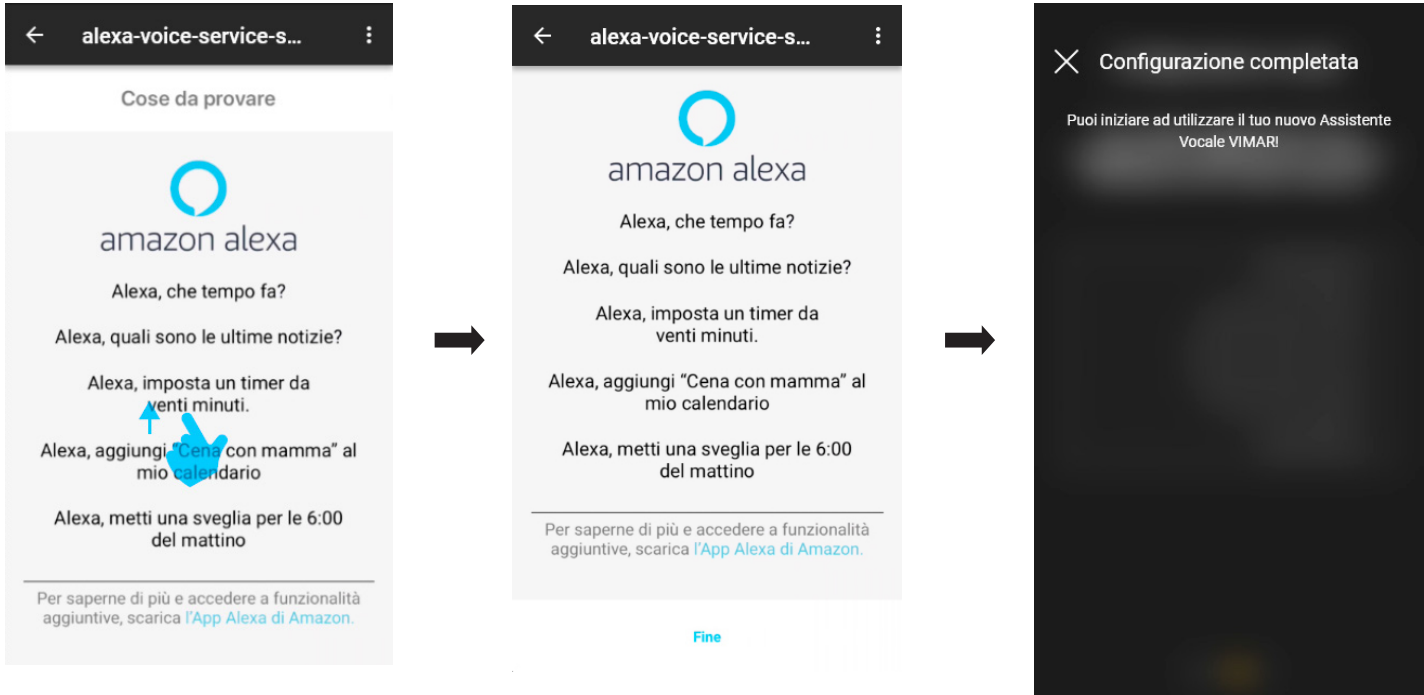 alexa-voice-service-s...
Cose da provare
amazon alexa
Alexa, che tempo fa?
Alexa, quali sono le ultime notizie?
Alexa, imposta un timer da
venti minuti.
Alexa, aggiungi “Cena con mamma” al
mio calendario
Alexa, metti una sveglia per le 6:00
del mattino
Per saperne di più e accedere a funzionalità
aggiuntive, scarica l’App Alexa di Amazon.
alexa-voice-service-s...
amazon alexa
Alexa, che tempo fa?
Alexa, quali sono le ultime notizie?
Alexa, imposta un timer da
venti minuti.
Alexa, aggiungi “Cena con mamma” al
mio calendario
Alexa, metti una sveglia per le 6:00
del mattino
Per saperne di più e accedere a funzionalità
aggiuntive, scarica l’App Alexa di Amazon.
Fine
Configurazione completata
Puoi iniziare ad utilizzare il tuo nuovo Assistente
Vocale VIMAR!